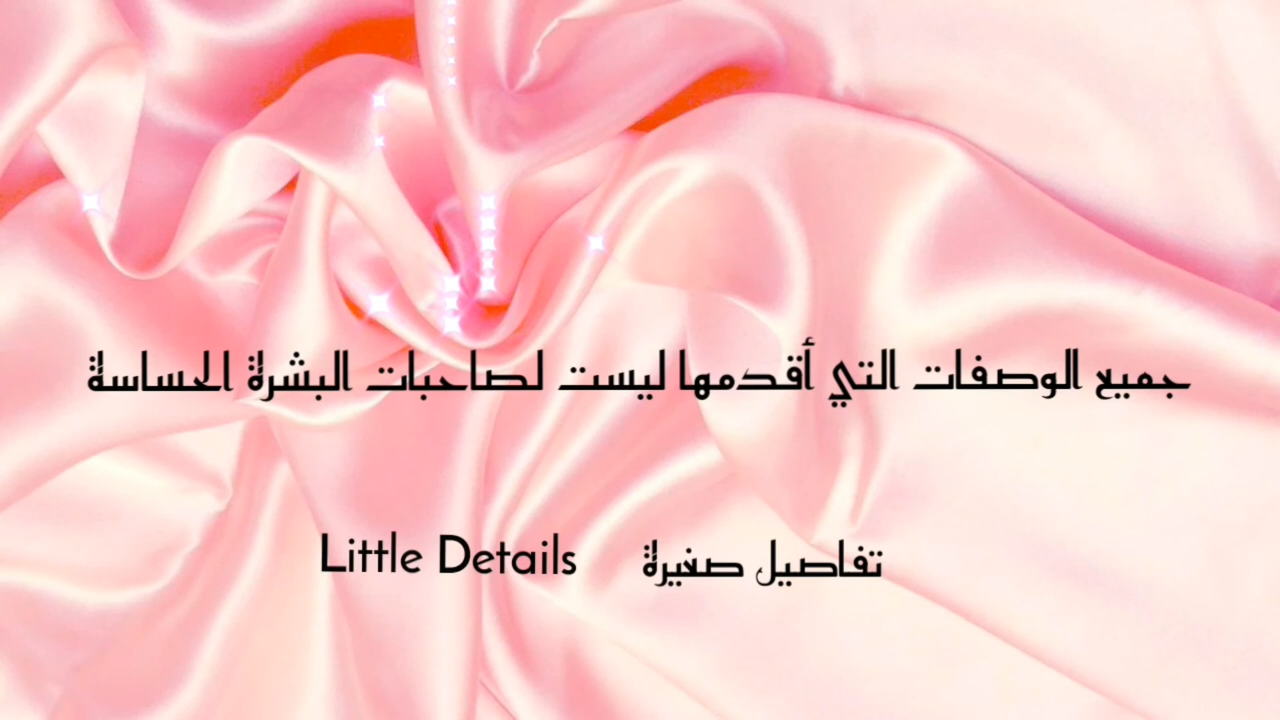 جميع الوصفات التي أقدمها ليست لصاحبات البشرة الحساسة
Little Details تفاصيل صغيرة